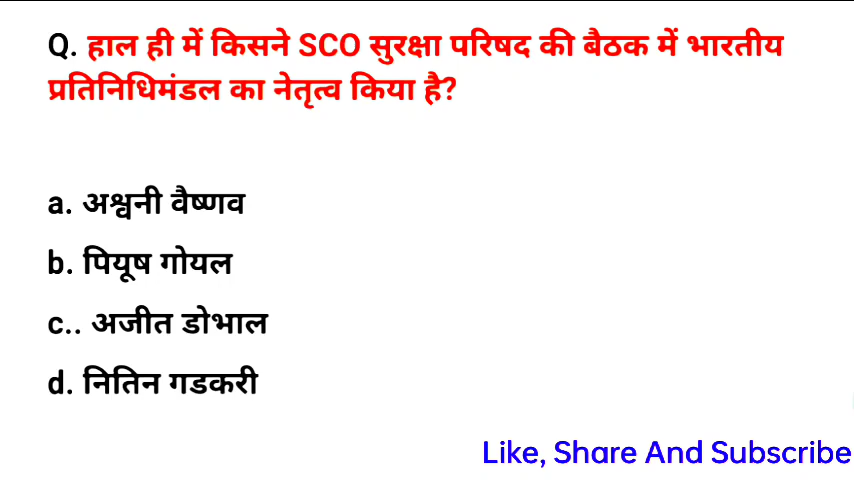 Q. हाल ही में किसने SCO सुरक्षा परिषद की बैठक में भारतीय
प्रतिनिधिमंडल का नेतृत्व किया है?
a. अश्वनी वैष्णव
b. पियूष गोयल
c.. अजीत डोभाल
d. नितिन गडकरी
Like, Share And Subscribe